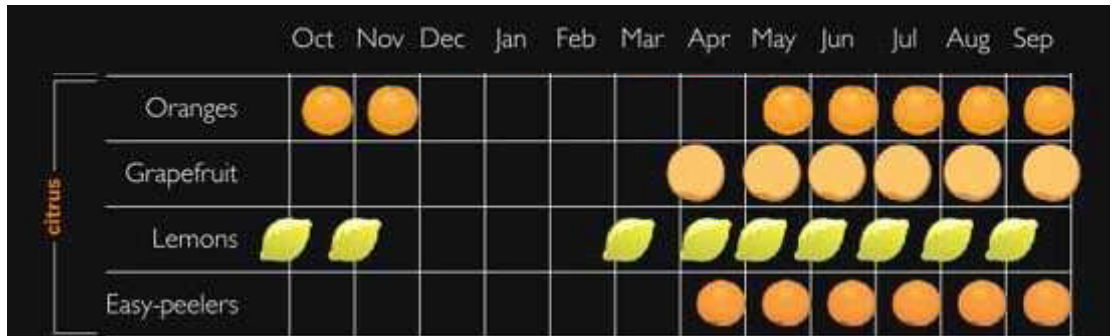 Oct Nov Dec Jan Feb Mar Apr May Jun Jul Aug Sep
citrus
Oranges
Grapefruit
Lemons
Easy-peelers